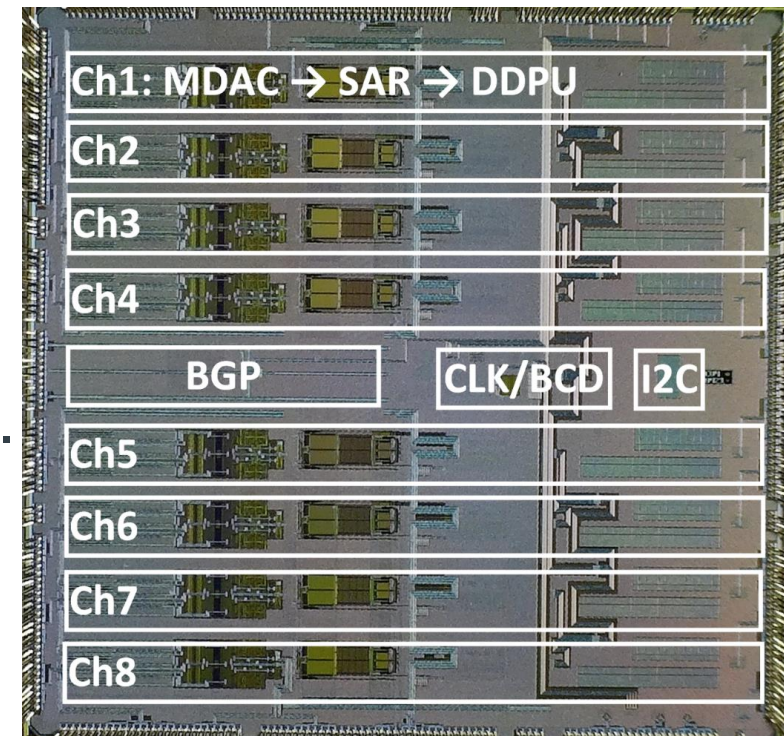 Ch1: MDAC → SAR → DDPU
Ch2
Ch3
Ch4
BGP CLK/BCD I2C
Ch5
Ch6
Ch7
Ch8